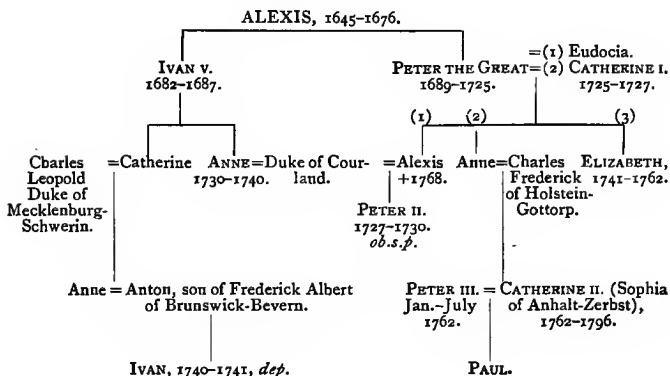 ALEXIS, 1645–1676.
IVAN V.
1682–1687.
PETER THE GREAT
1689–1725.
=(1) Eudocia.
=(2) CATHERINE I.
1725–1727.
(1) (2) (3)
Charles
Leopold
Duke of
Mecklenburg-
Schwerin.
=Catherine
ANNE=Duke of Cour-
1730–1740. land.
=Alexis
+1768.
Anne=Charles
Frederick
of Holstein-
Gottorp.
ELIZABETH,
1741–1762.
PETER II.
1727–1730.
ob.s.p.
Anne = Anton, son of Frederick Albert
of Brunswick-Bevern.
PETER III. = CATHERINE II. (Sophia
Jan.–July of Anhalt-Zerbst),
1762. 1762–1796.
IVAN, 1740–1741, dep.
PAUL.